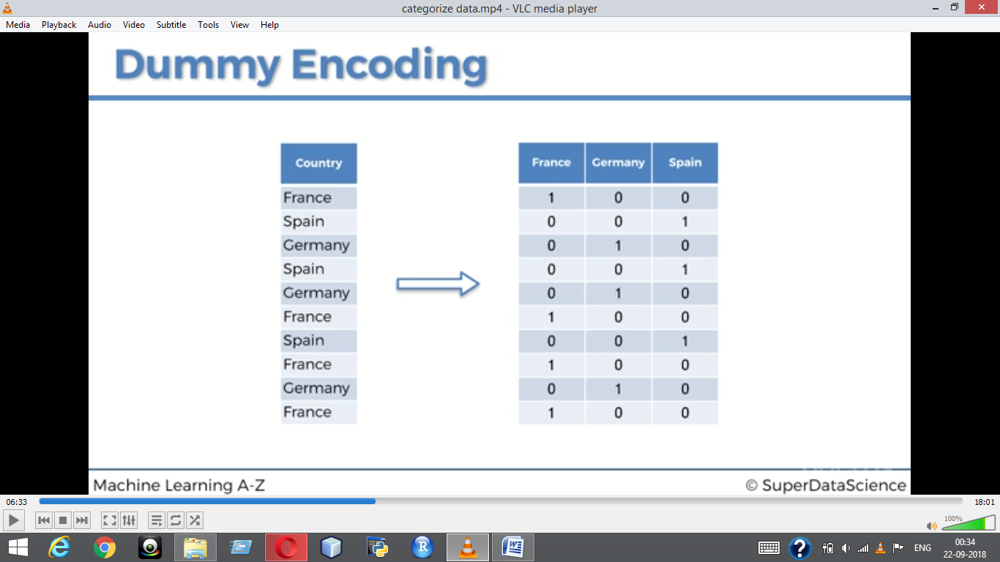 categorize data.mp4 - VLC media player
Media Playback Audio Video Subtitle Tools View Help
Dummy Encoding
Country
France
Spain
Germany
Spain
Germany
France
Spain
France
Germany
France
France Germany Spain
1 0 0
0 0 1
0 1 0
0 0 1
0 1 0
1 0 0
0 0 1
1 0 0
0 1 0
1 0 0
Machine Learning A-Z
© SuperDataScience
06:33
18:01
100%
ENG
00:34
22-09-2018